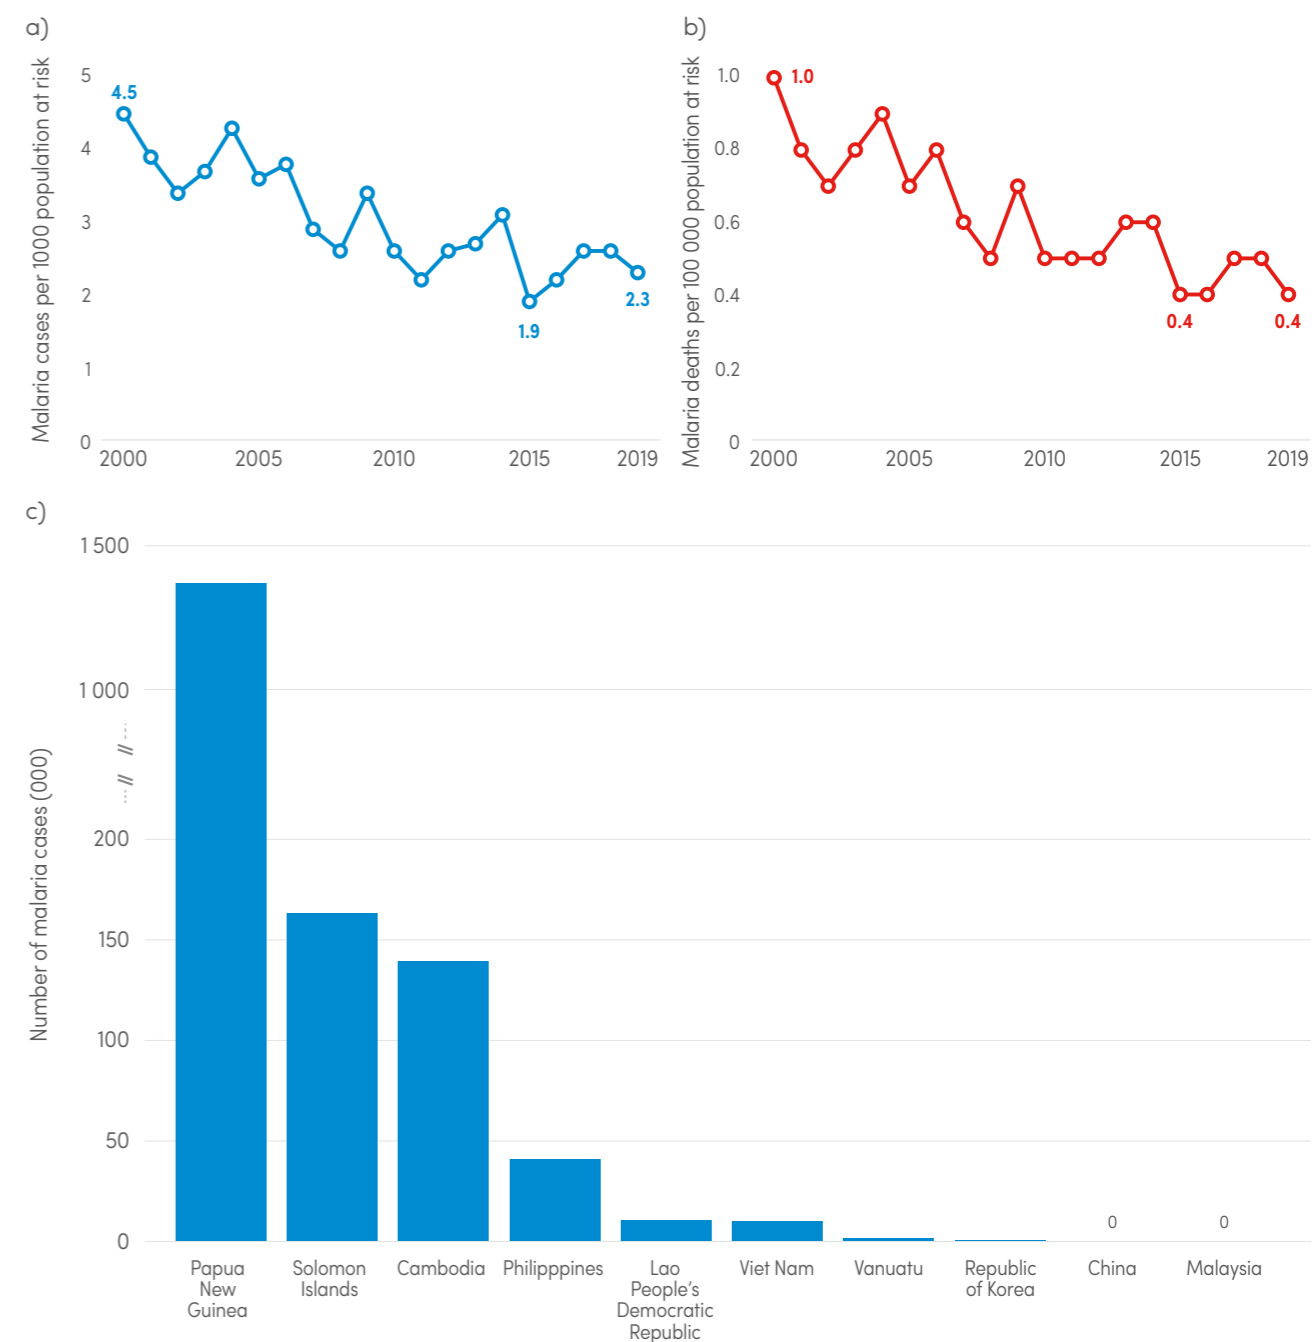 a)
Malaria cases per 1000 population at risk
5
4
3
2
1
0
4.5
1.9
2.3
2000 2005 2010 2015 2019
b)
Malaria deaths per 100 000 population at risk
1.0
0.8
0.6
0.4
0.2
0
1.0
0.4
0.4
2000 2005 2010 2015 2019
c)
Number of malaria cases (000)
1 500
1 000
200
150
100
50
0
0 0
Papua
New
Guinea
Solomon
Islands
Cambodia
Philipppines
Lao
People's
Democratic
Republic
Viet Nam
Vanuatu
Republic
of Korea
China
Malaysia